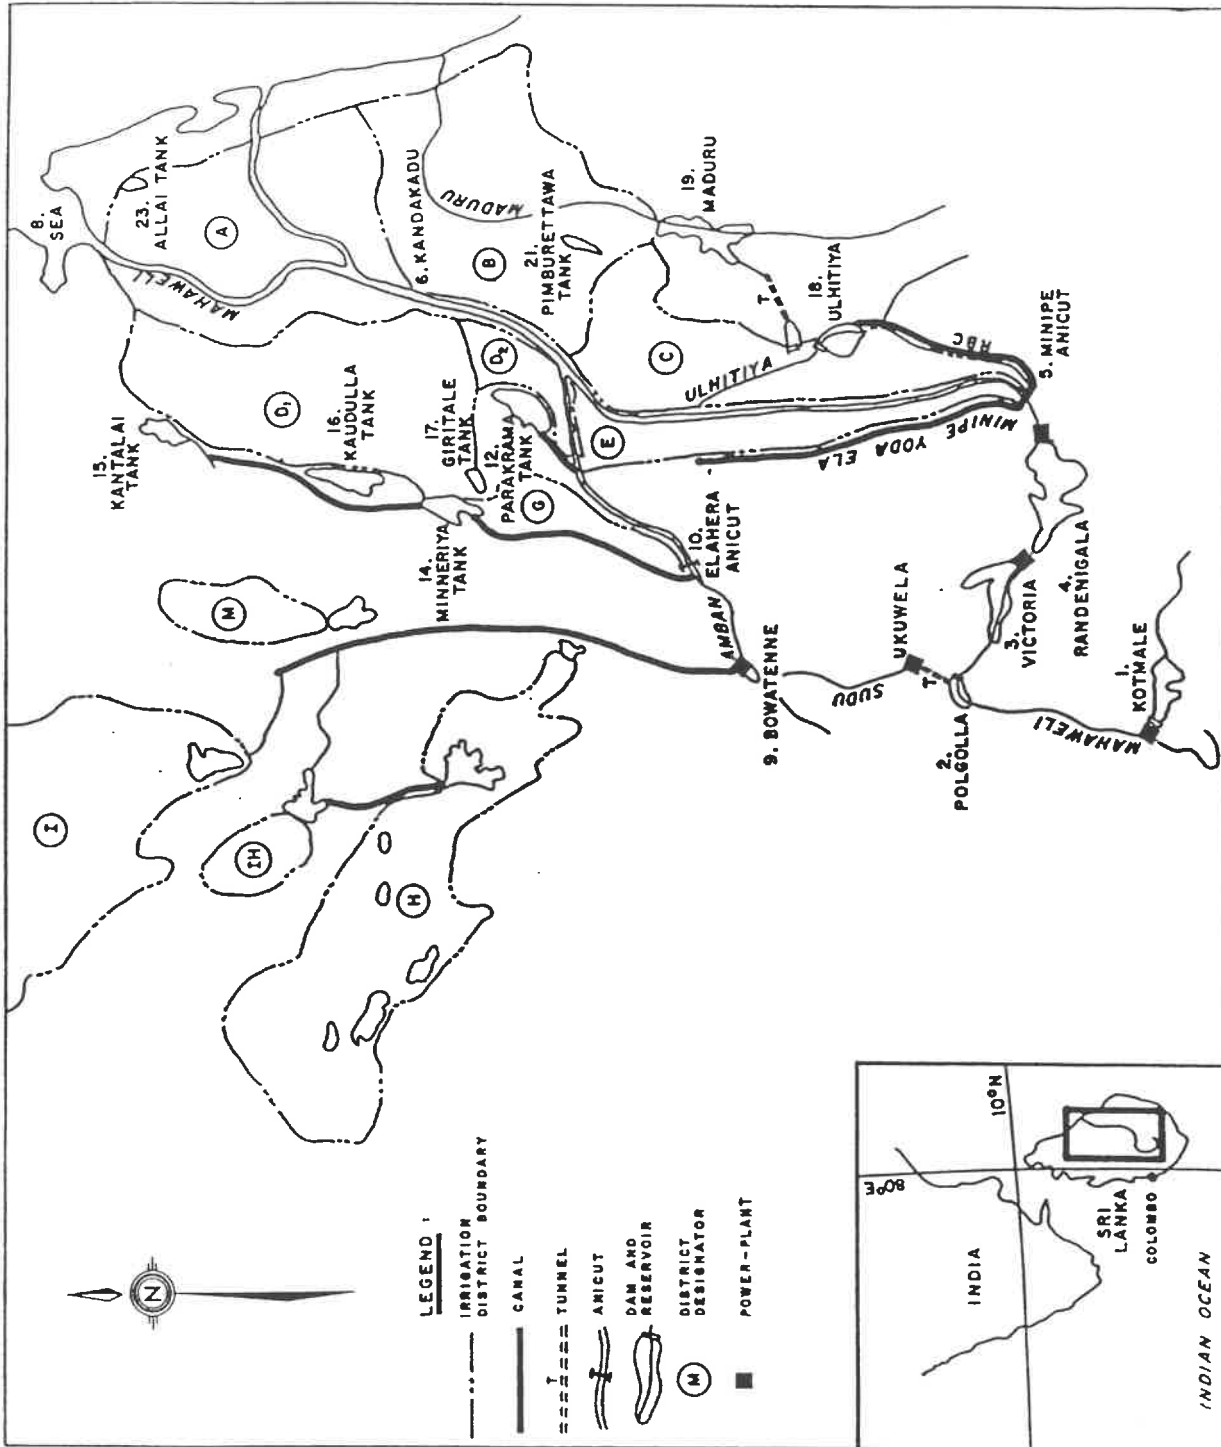 8.
SEA
23.
ALLAI TANK
A
MAHAWELI
6. KANDAKADU
MADURU
B
21.
PIMBURETTAWA
TANK
19.
MADURU
15.
KANTALAI
TANK
D1
16.
KAUDULLA
TANK
17.
GIRITALE
TANK
D2
12.
PARAKRAMA
TANK
C
T
18.
ULHITIYA
ULHITIYA
RBC
5. MINIPE
ANICUT
E
MINIPE YODA ELA
14.
MINNERIYA
TANK
G
10.
ELAHERA
ANICUT
M
AMBAN
9. BOWATENNE
SUDU
UKUWELA
T
3.
VICTORIA
4.
RANDENIGALA
2.
POLGOLLA
MAHAWELI
1.
KOTMALE
I
IH
H
N
LEGEND :
IRRIGATION
DISTRICT BOUNDARY
CANAL
T
TUNNEL
ANICUT
DAM AND
RESERVOIR
M
DISTRICT
DESIGNATOR
POWER-PLANT
80°E
10°N
INDIA
SRI
LANKA
COLOMBO
INDIAN OCEAN